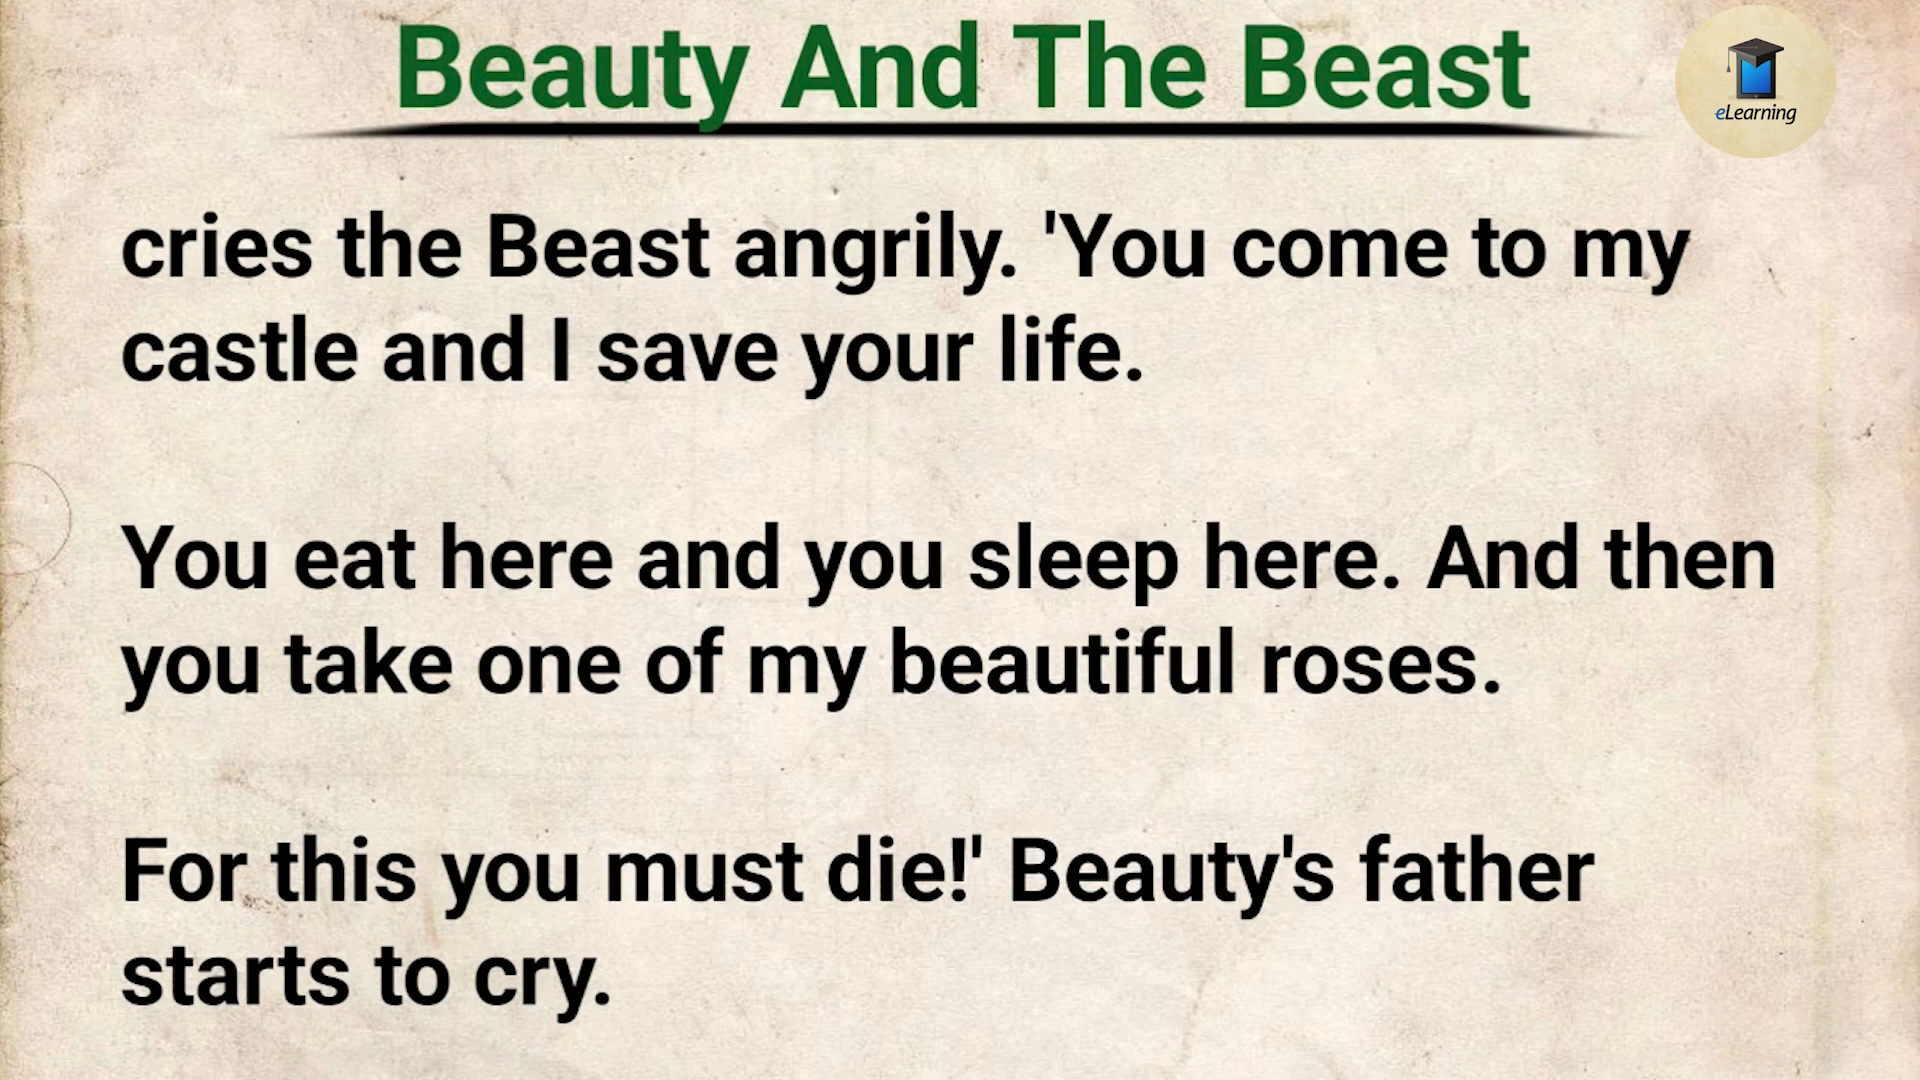 Beauty And The Beast
eLearning
cries the Beast angrily. 'You come to my
castle and I save your life.
You eat here and you sleep here. And then
you take one of my beautiful roses.
For this you must die!' Beauty's father
starts to cry.